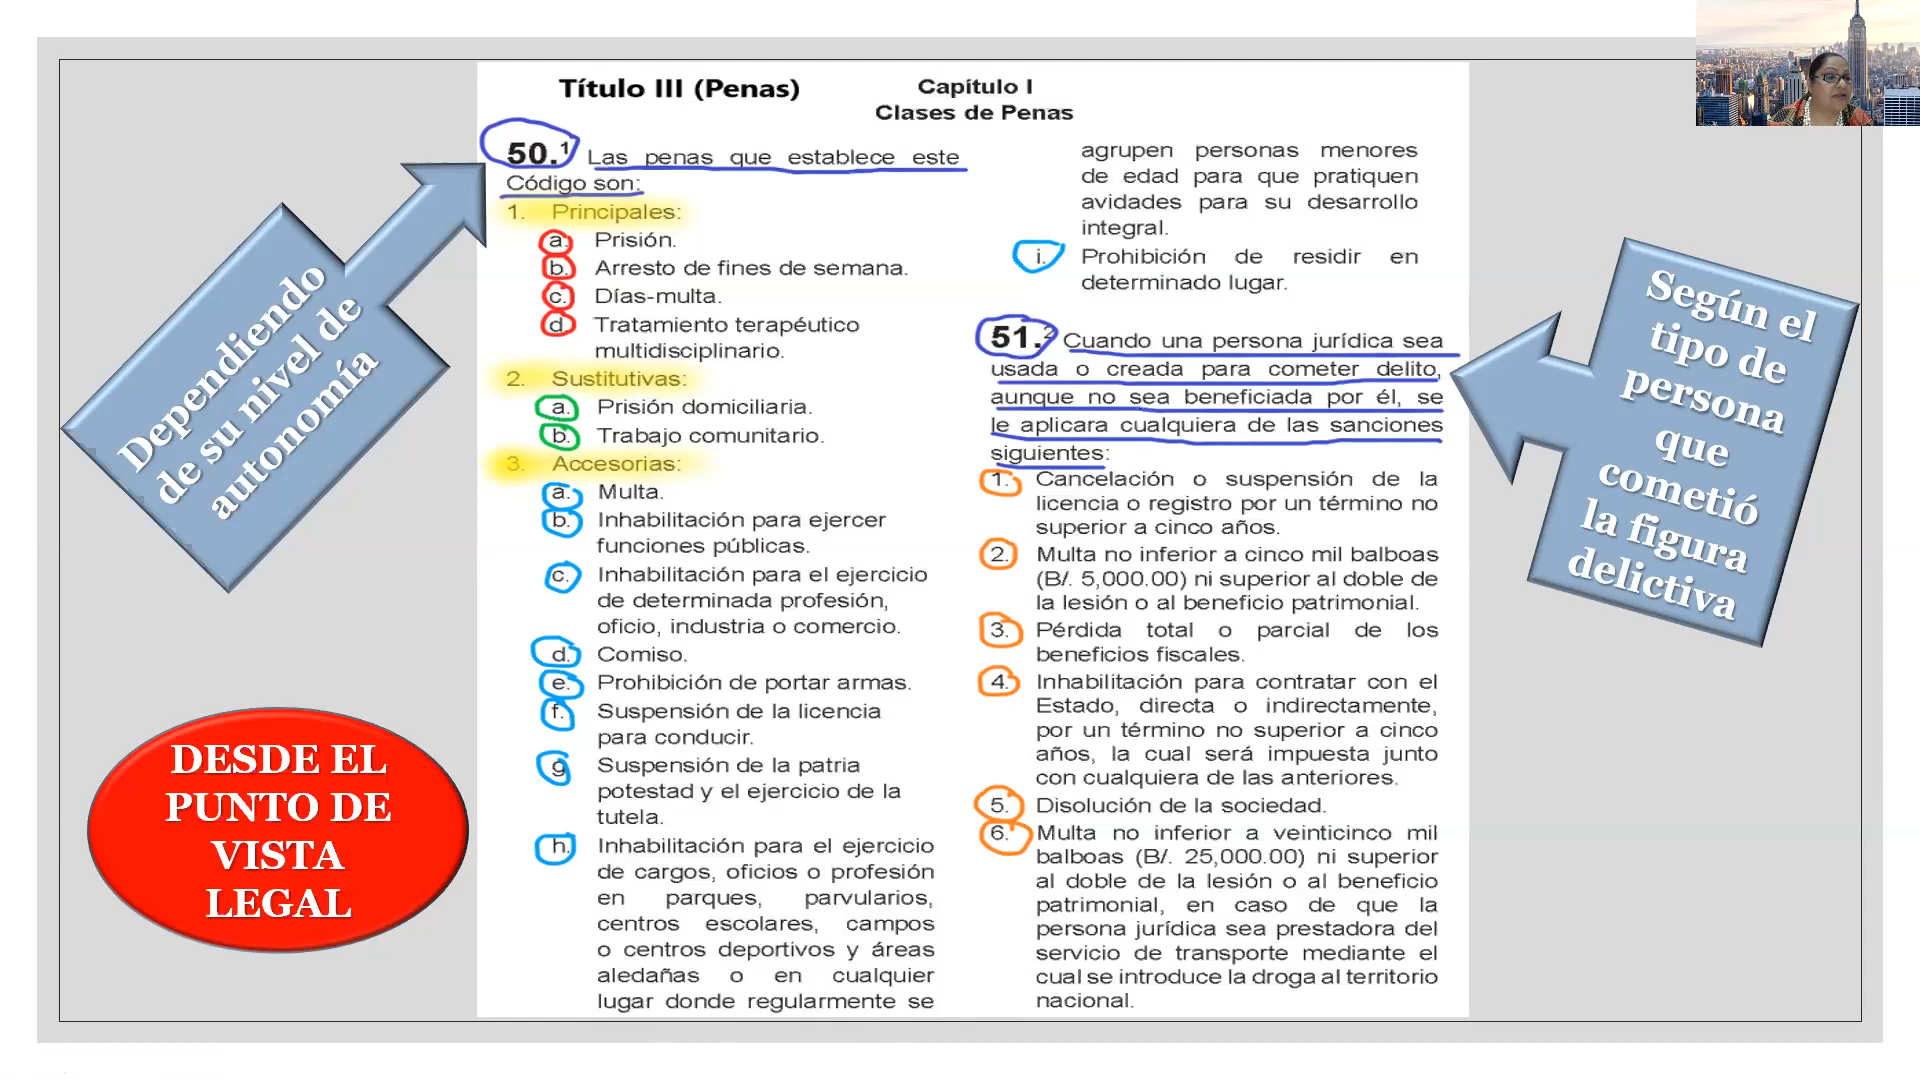 Título III (Penas)
Capítulo I
Clases de Penas
50.1 Las penas que establece este
Código son:
1. Principales:
a. Prisión.
b. Arresto de fines de semana.
c. Días-multa.
d. Tratamiento terapéutico
multidisciplinario.
2. Sustitutivas:
a. Prisión domiciliaria.
b. Trabajo comunitario.
3. Accesorias:
a. Multa.
b. Inhabilitación para ejercer
funciones públicas.
c. Inhabilitación para el ejercicio
de determinada profesión,
oficio, industria o comercio.
d. Comiso.
e. Prohibición de portar armas.
f. Suspensión de la licencia
para conducir.
g Suspensión de la patria
potestad y el ejercicio de la
tutela.
h. Inhabilitación para el ejercicio
de cargos, oficios o profesión
en parques, parvularios,
centros escolares, campos
o centros deportivos y áreas
aledañas o en cualquier
lugar donde regularmente se
agrupen personas menores
de edad para que pratiquen
avidades para su desarrollo
integral.
i. Prohibición de residir en
determinado lugar.
51.2 Cuando una persona jurídica sea
usada o creada para cometer delito,
aunque no sea beneficiada por él, se
le aplicara cualquiera de las sanciones
siguientes:
1. Cancelación o suspensión de la
licencia o registro por un término no
superior a cinco años.
2. Multa no inferior a cinco mil balboas
(B/. 5,000.00) ni superior al doble de
la lesión o al beneficio patrimonial.
3. Pérdida total o parcial de los
beneficios fiscales.
4. Inhabilitación para contratar con el
Estado, directa o indirectamente,
por un término no superior a cinco
años, la cual será impuesta junto
con cualquiera de las anteriores.
5. Disolución de la sociedad.
6. Multa no inferior a veinticinco mil
balboas (B/. 25,000.00) ni superior
al doble de la lesión o al beneficio
patrimonial, en caso de que la
persona jurídica sea prestadora del
servicio de transporte mediante el
cual se introduce la droga al territorio
nacional.
Dependiendo
de su nivel de
autonomía
DESDE EL
PUNTO DE
VISTA
LEGAL
Según el
tipo de
persona
que
cometió
la figura
delictiva